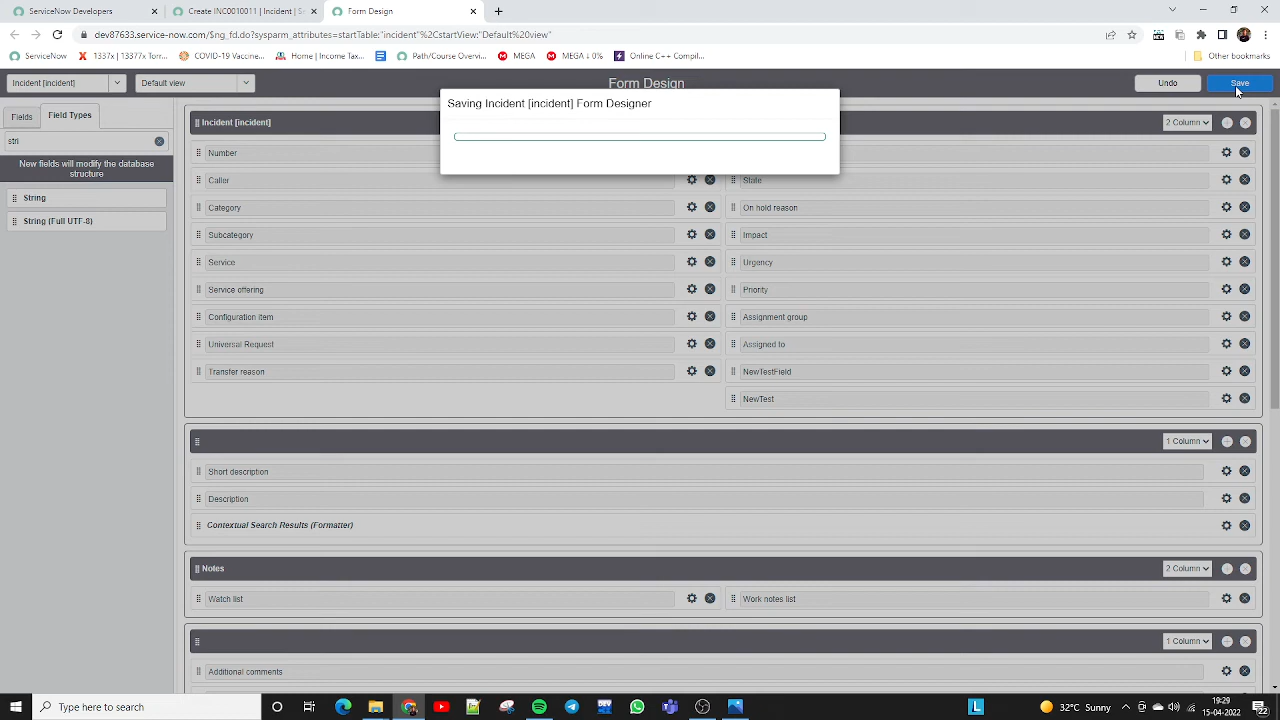 ServiceNow Developers
Create INC0010011 | Incident | S
Form Design
dev87633.service-now.com/$ng_fd.do?sysparm_attributes=startTable:"incident"%2CstartView:"Default%20view"
ServiceNow
1337x | 13377x Torr...
COVID-19 Vaccine...
Home | Income Tax...
Path/Course Overvi...
MEGA
MEGA ↓ 0%
Online C++ Compil...
Other bookmarks
Incident [incident]
Default view
Form Design
Undo
Save
Fields
Field Types
stri
New fields will modify the database structure
String
String (Full UTF-8)
Saving Incident [incident] Form Designer
Incident [incident]
2 Column
Number
Caller
State
Category
On hold reason
Subcategory
Impact
Service
Urgency
Service offering
Priority
Configuration item
Assignment group
Universal Request
Assigned to
Transfer reason
NewTestField
NewTest
1 Column
Short description
Description
Contextual Search Results (Formatter)
Notes
2 Column
Watch list
Work notes list
1 Column
Additional comments
Type here to search
L
32°C Sunny
ENG
19:29
15-04-2022